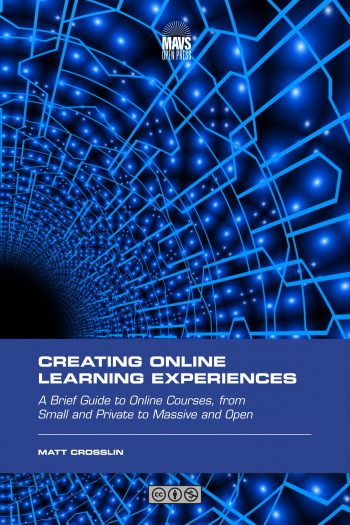 MAVS
OPEN PRESS
CREATING ONLINE
LEARNING EXPERIENCES
A Brief Guide to Online Courses, from
Small and Private to Massive and Open
MATT CROSSLIN
cc